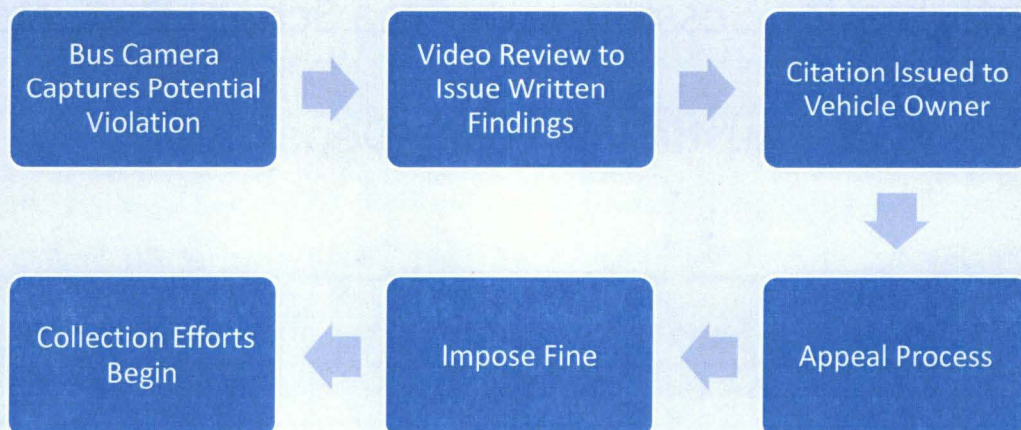 Bus Camera
Captures Potential
Violation
Video Review to
Issue Written
Findings
Citation Issued to
Vehicle Owner
Appeal Process
Impose Fine
Collection Efforts
Begin